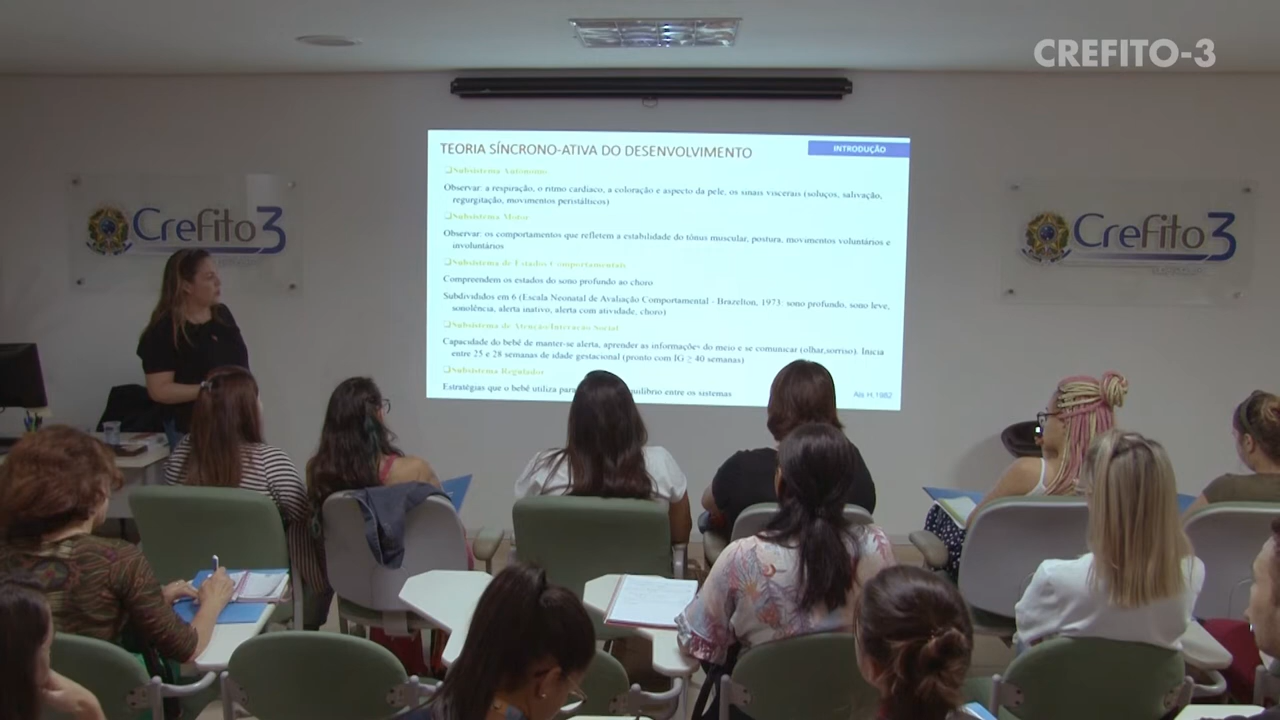 CREFITO-3
TEORIA SÍNCRONO-ATIVA DO DESENVOLVIMENTO
INTRODUÇÃO
Subsistema Autônomo
Observar: a respiração, o ritmo cardíaco, a coloração e aspecto da pele, os sinais viscerais (soluços, salivação,
regurgitação, movimentos peristálticos)
Subsistema Motor
Observar: os comportamentos que refletem a estabilidade do tônus muscular, postura, movimentos voluntários e
involuntários
Subsistema de Estados Comportamentais
Compreendem os estados do sono profundo ao choro
Subdivididos em 6 (Escala Neonatal de Avaliação Comportamental - Brazelton, 1973: sono profundo, sono leve,
sonolência, alerta inativo, alerta com atividade, choro)
Subsistema de Atenção/Interação Social
Capacidade do bebê de manter-se alerta, aprender as informações do meio e se comunicar (olhar,sorriso). Inicia
entre 25 e 28 semanas de idade gestacional (pronto com IG ≥ 40 semanas)
Subsistema Regulador
Estratégias que o bebê utiliza para equilíbrio entre os sistemas
Als H,1982
CreFito3
CreFito3